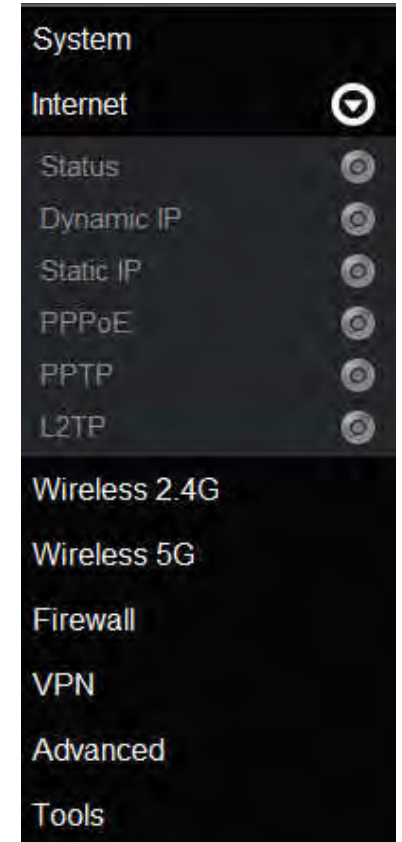 System
Internet
Status
Dynamic IP
Static IP
PPPoE
PPTP
L2TP
Wireless 2.4G
Wireless 5G
Firewall
VPN
Advanced
Tools